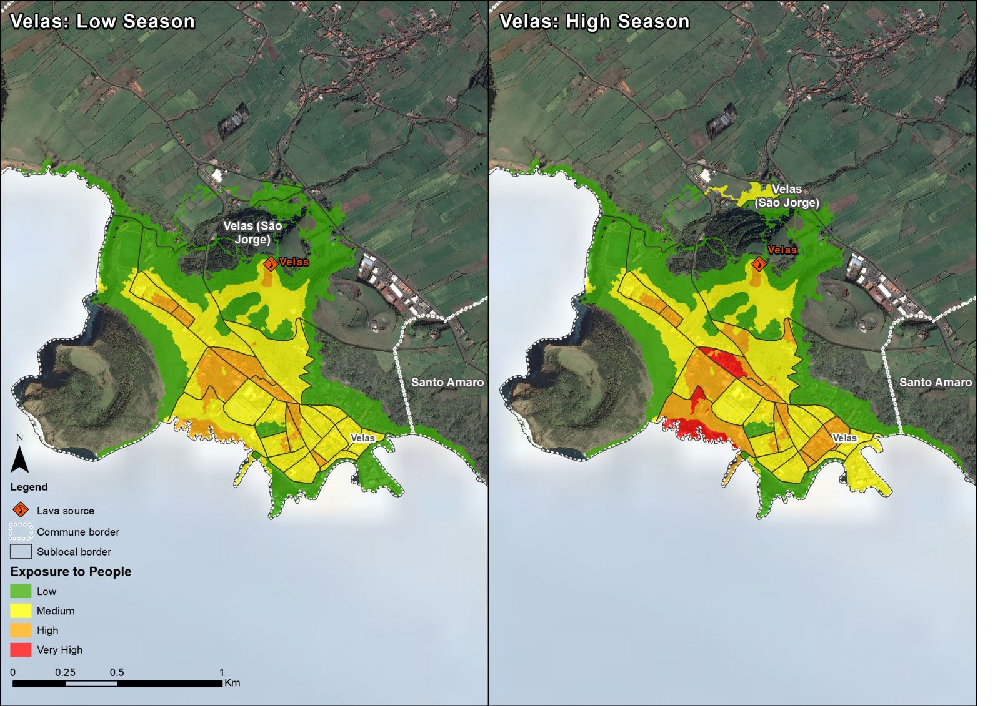 Velas: Low Season
Velas: High Season
Velas (São
Jorge)
Velas
Santo Amaro
Velas
Velas
(São Jorge)
Velas
Santo Amaro
Velas
N
Legend
Lava source
Commune border
Sublocal border
Exposure to People
Low
Medium
High
Very High
0 0.25 0.5 1
Km